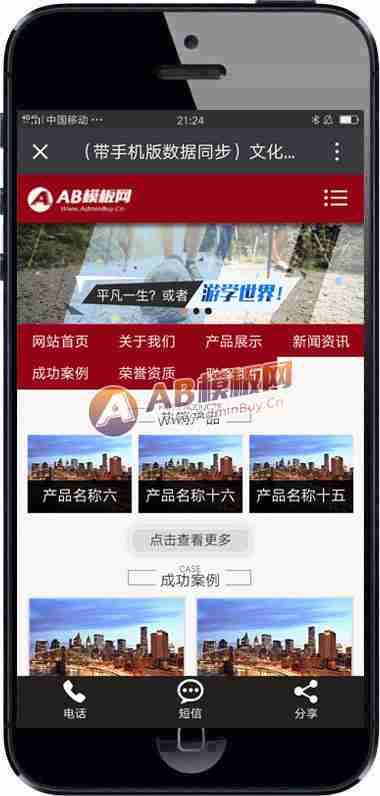 中国移动 ··· 21:24
（带手机版数据同步）文化...
AB模板网
Www.AdminBuy.Cn
平凡一生？或者 游学世界！
网站首页 关于我们 产品展示 新闻资讯
成功案例 荣誉资质
AB模板网
AdminBuy.Cn
热销产品
产品名称六 产品名称十六 产品名称十五
点击查看更多
CASE
成功案例
电话 短信 分享